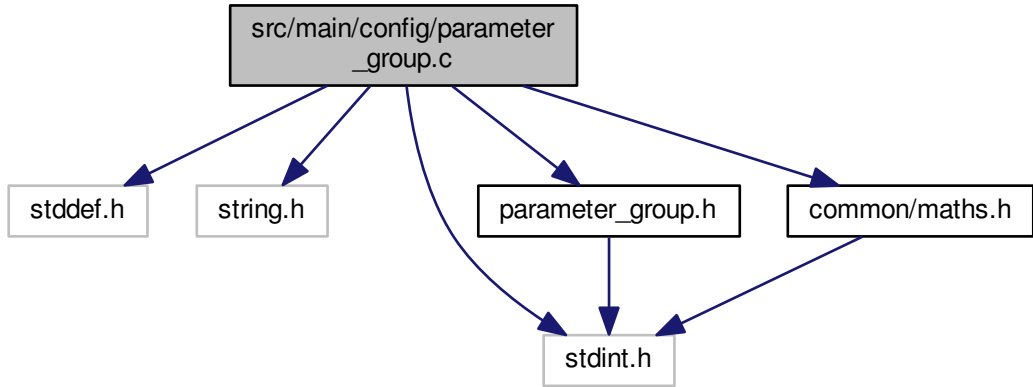 src/main/config/parameter
_group.c
stddef.h
string.h
parameter_group.h
common/maths.h
stdint.h